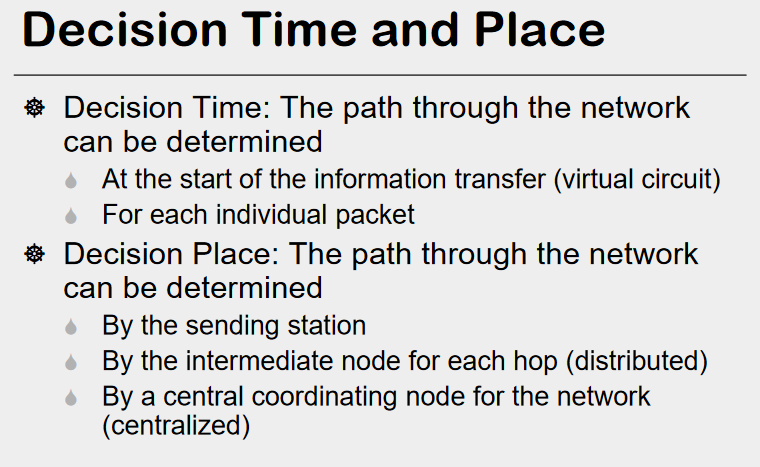 Decision Time and Place
Decision Time: The path through the network
can be determined
At the start of the information transfer (virtual circuit)
For each individual packet
Decision Place: The path through the network
can be determined
By the sending station
By the intermediate node for each hop (distributed)
By a central coordinating node for the network
(centralized)